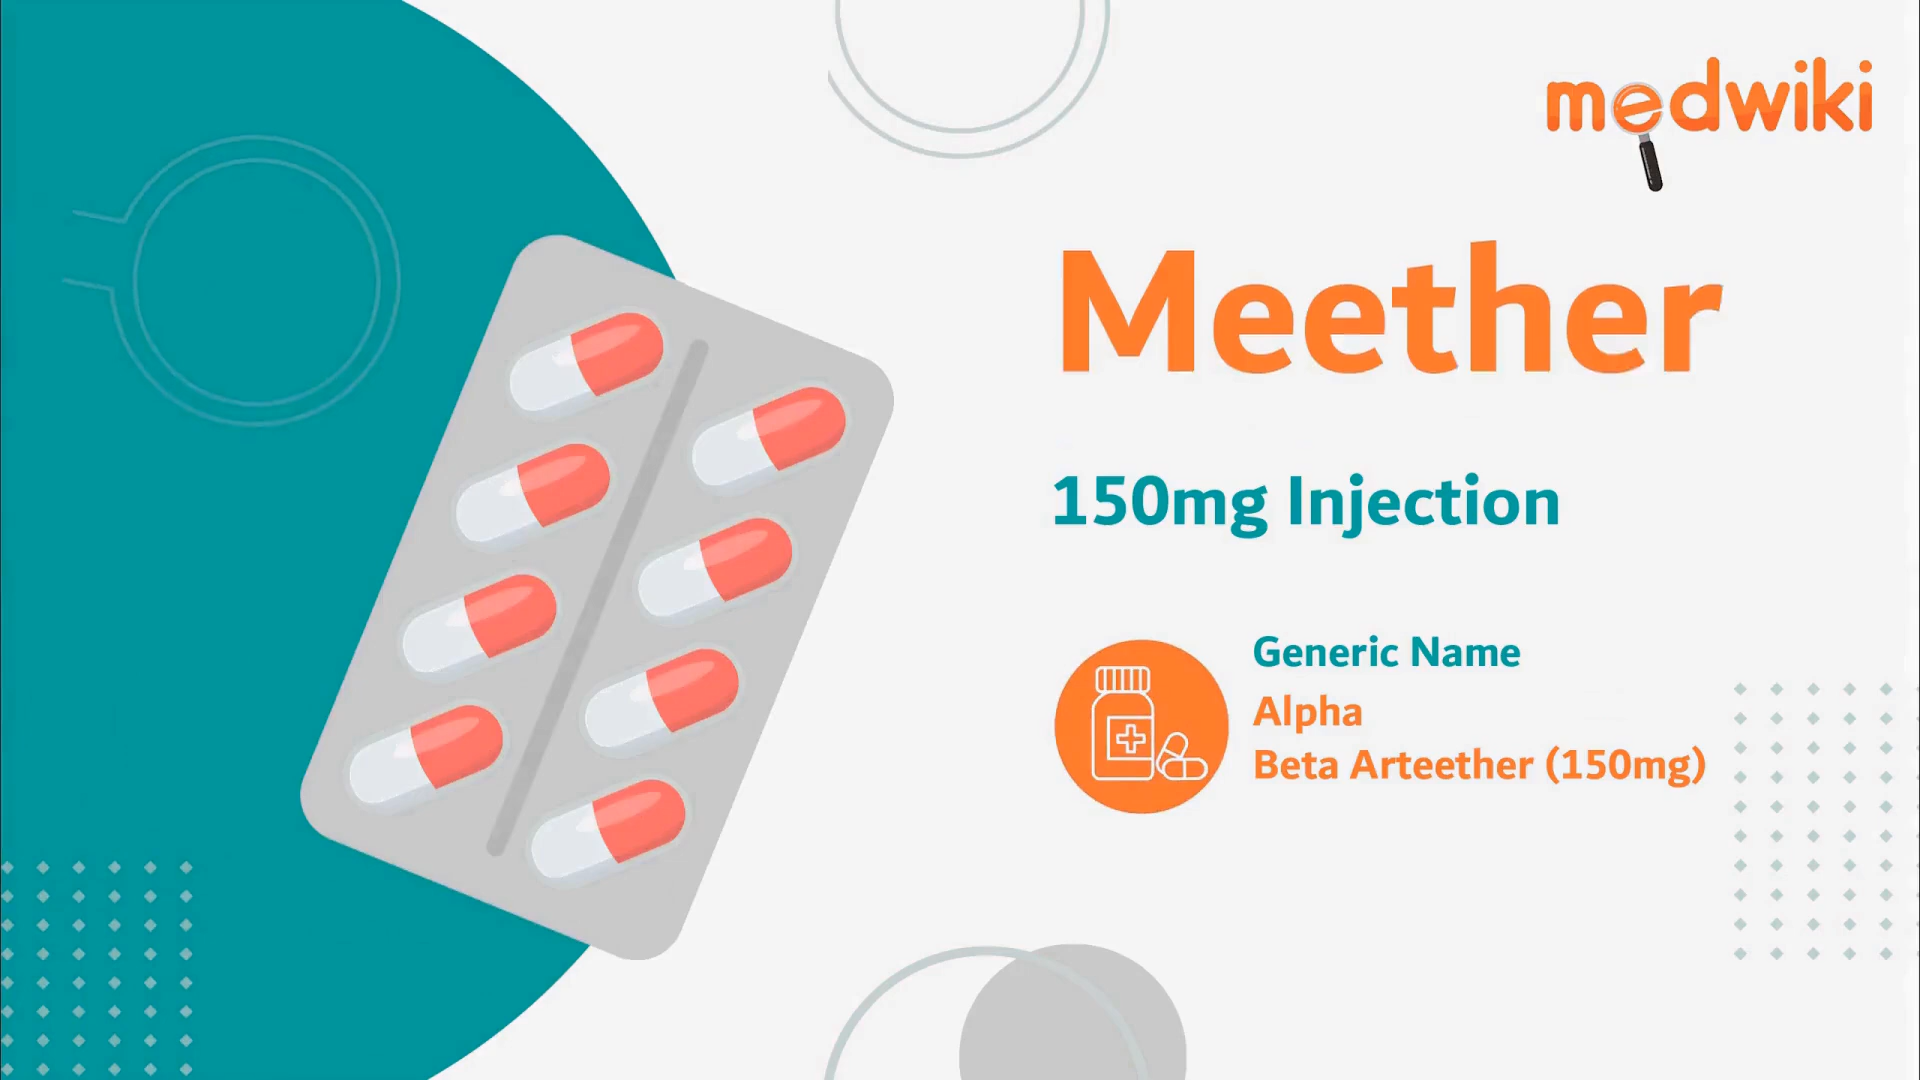 medwiki
Meether
150mg Injection
Generic Name
Alpha
Beta Arteether (150mg)